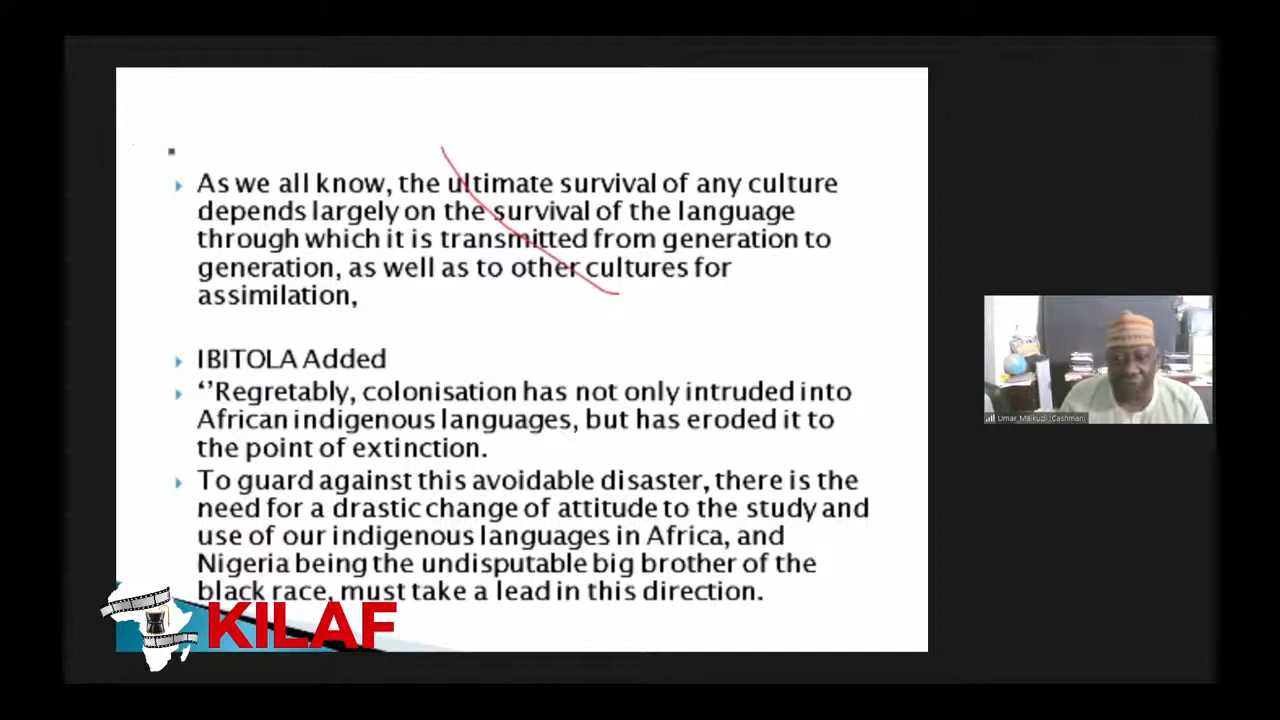 As we all know, the ultimate survival of any culture
depends largely on the survival of the language
through which it is transmitted from generation to
generation, as well as to other cultures for
assimilation,
IBITOLA Added
‘’Regretably, colonisation has not only intruded into
African indigenous languages, but has eroded it to
the point of extinction.
To guard against this avoidable disaster, there is the
need for a drastic change of attitude to the study and
use of our indigenous languages in Africa, and
Nigeria being the undisputable big brother of the
black race, must take a lead in this direction.
KILAF
Umar_Maikudi (Cashman)